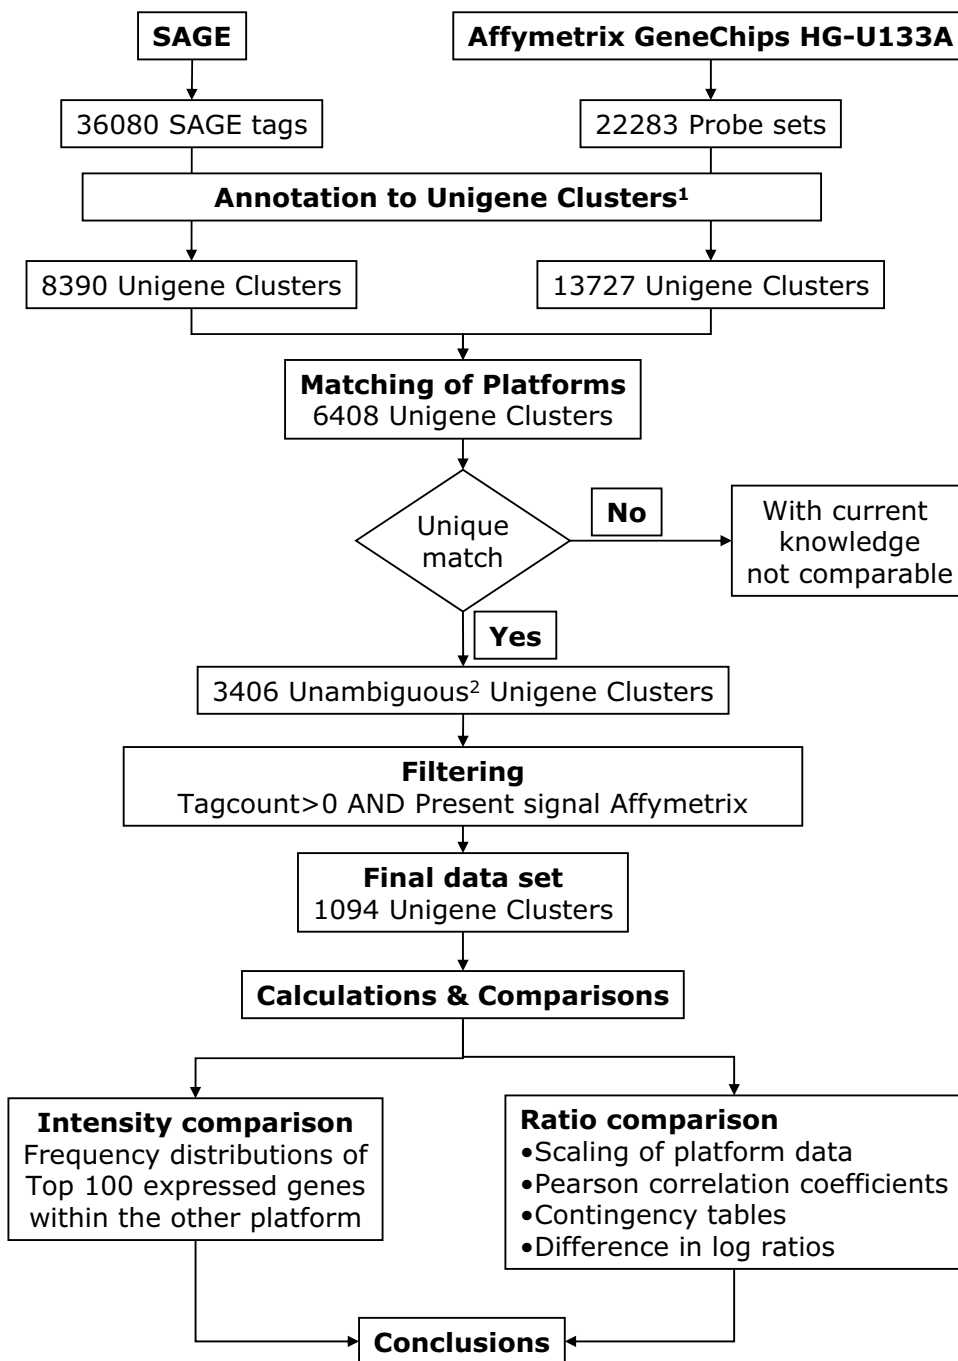 SAGE
Affymetrix GeneChips HG-U133A
36080 SAGE tags
22283 Probe sets
Annotation to Unigene Clusters¹
8390 Unigene Clusters
13727 Unigene Clusters
Matching of Platforms
6408 Unigene Clusters
Unique
match
No
With current
knowledge
not comparable
Yes
3406 Unambiguous² Unigene Clusters
Filtering
Tagcount>0 AND Present signal Affymetrix
Final data set
1094 Unigene Clusters
Calculations & Comparisons
Intensity comparison
Frequency distributions of
Top 100 expressed genes
within the other platform
Ratio comparison
•Scaling of platform data
•Pearson correlation coefficients
•Contingency tables
•Difference in log ratios
Conclusions